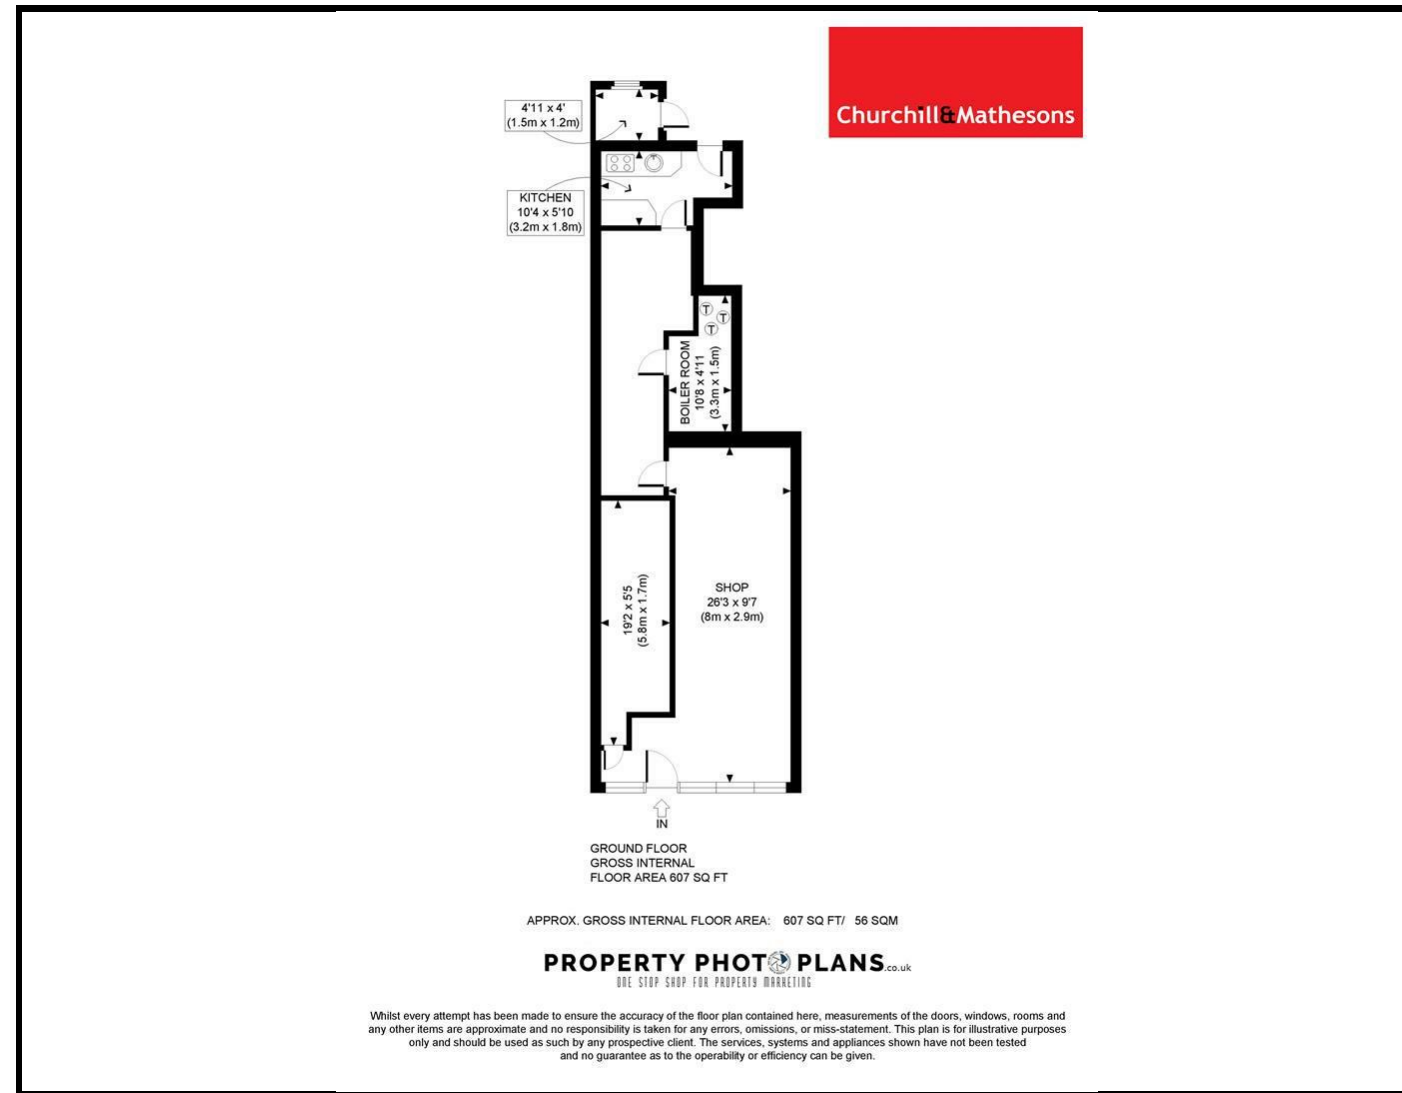 Churchill&Mathesons
4'11 x 4'
(1.5m x 1.2m)
KITCHEN
10'4 x 5'10
(3.2m x 1.8m)
T
T
T
BOILER ROOM
10'8 x 4'11
(3.3m x 1.5m)
19'2 x 5'5
(5.8m x 1.7m)
SHOP
26'3 x 9'7
(8m x 2.9m)
IN
GROUND FLOOR
GROSS INTERNAL
FLOOR AREA 607 SQ FT
APPROX. GROSS INTERNAL FLOOR AREA: 607 SQ FT/ 56 SQM
PROPERTY PHOTO PLANS.co.uk
ONE STOP SHOP FOR PROPERTY MARKETING
Whilst every attempt has been made to ensure the accuracy of the floor plan contained here, measurements of the doors, windows, rooms and
any other items are approximate and no responsibility is taken for any errors, omissions, or miss-statement. This plan is for illustrative purposes
only and should be used as such by any prospective client. The services, systems and appliances shown have not been tested
and no guarantee as to the operability or efficiency can be given.